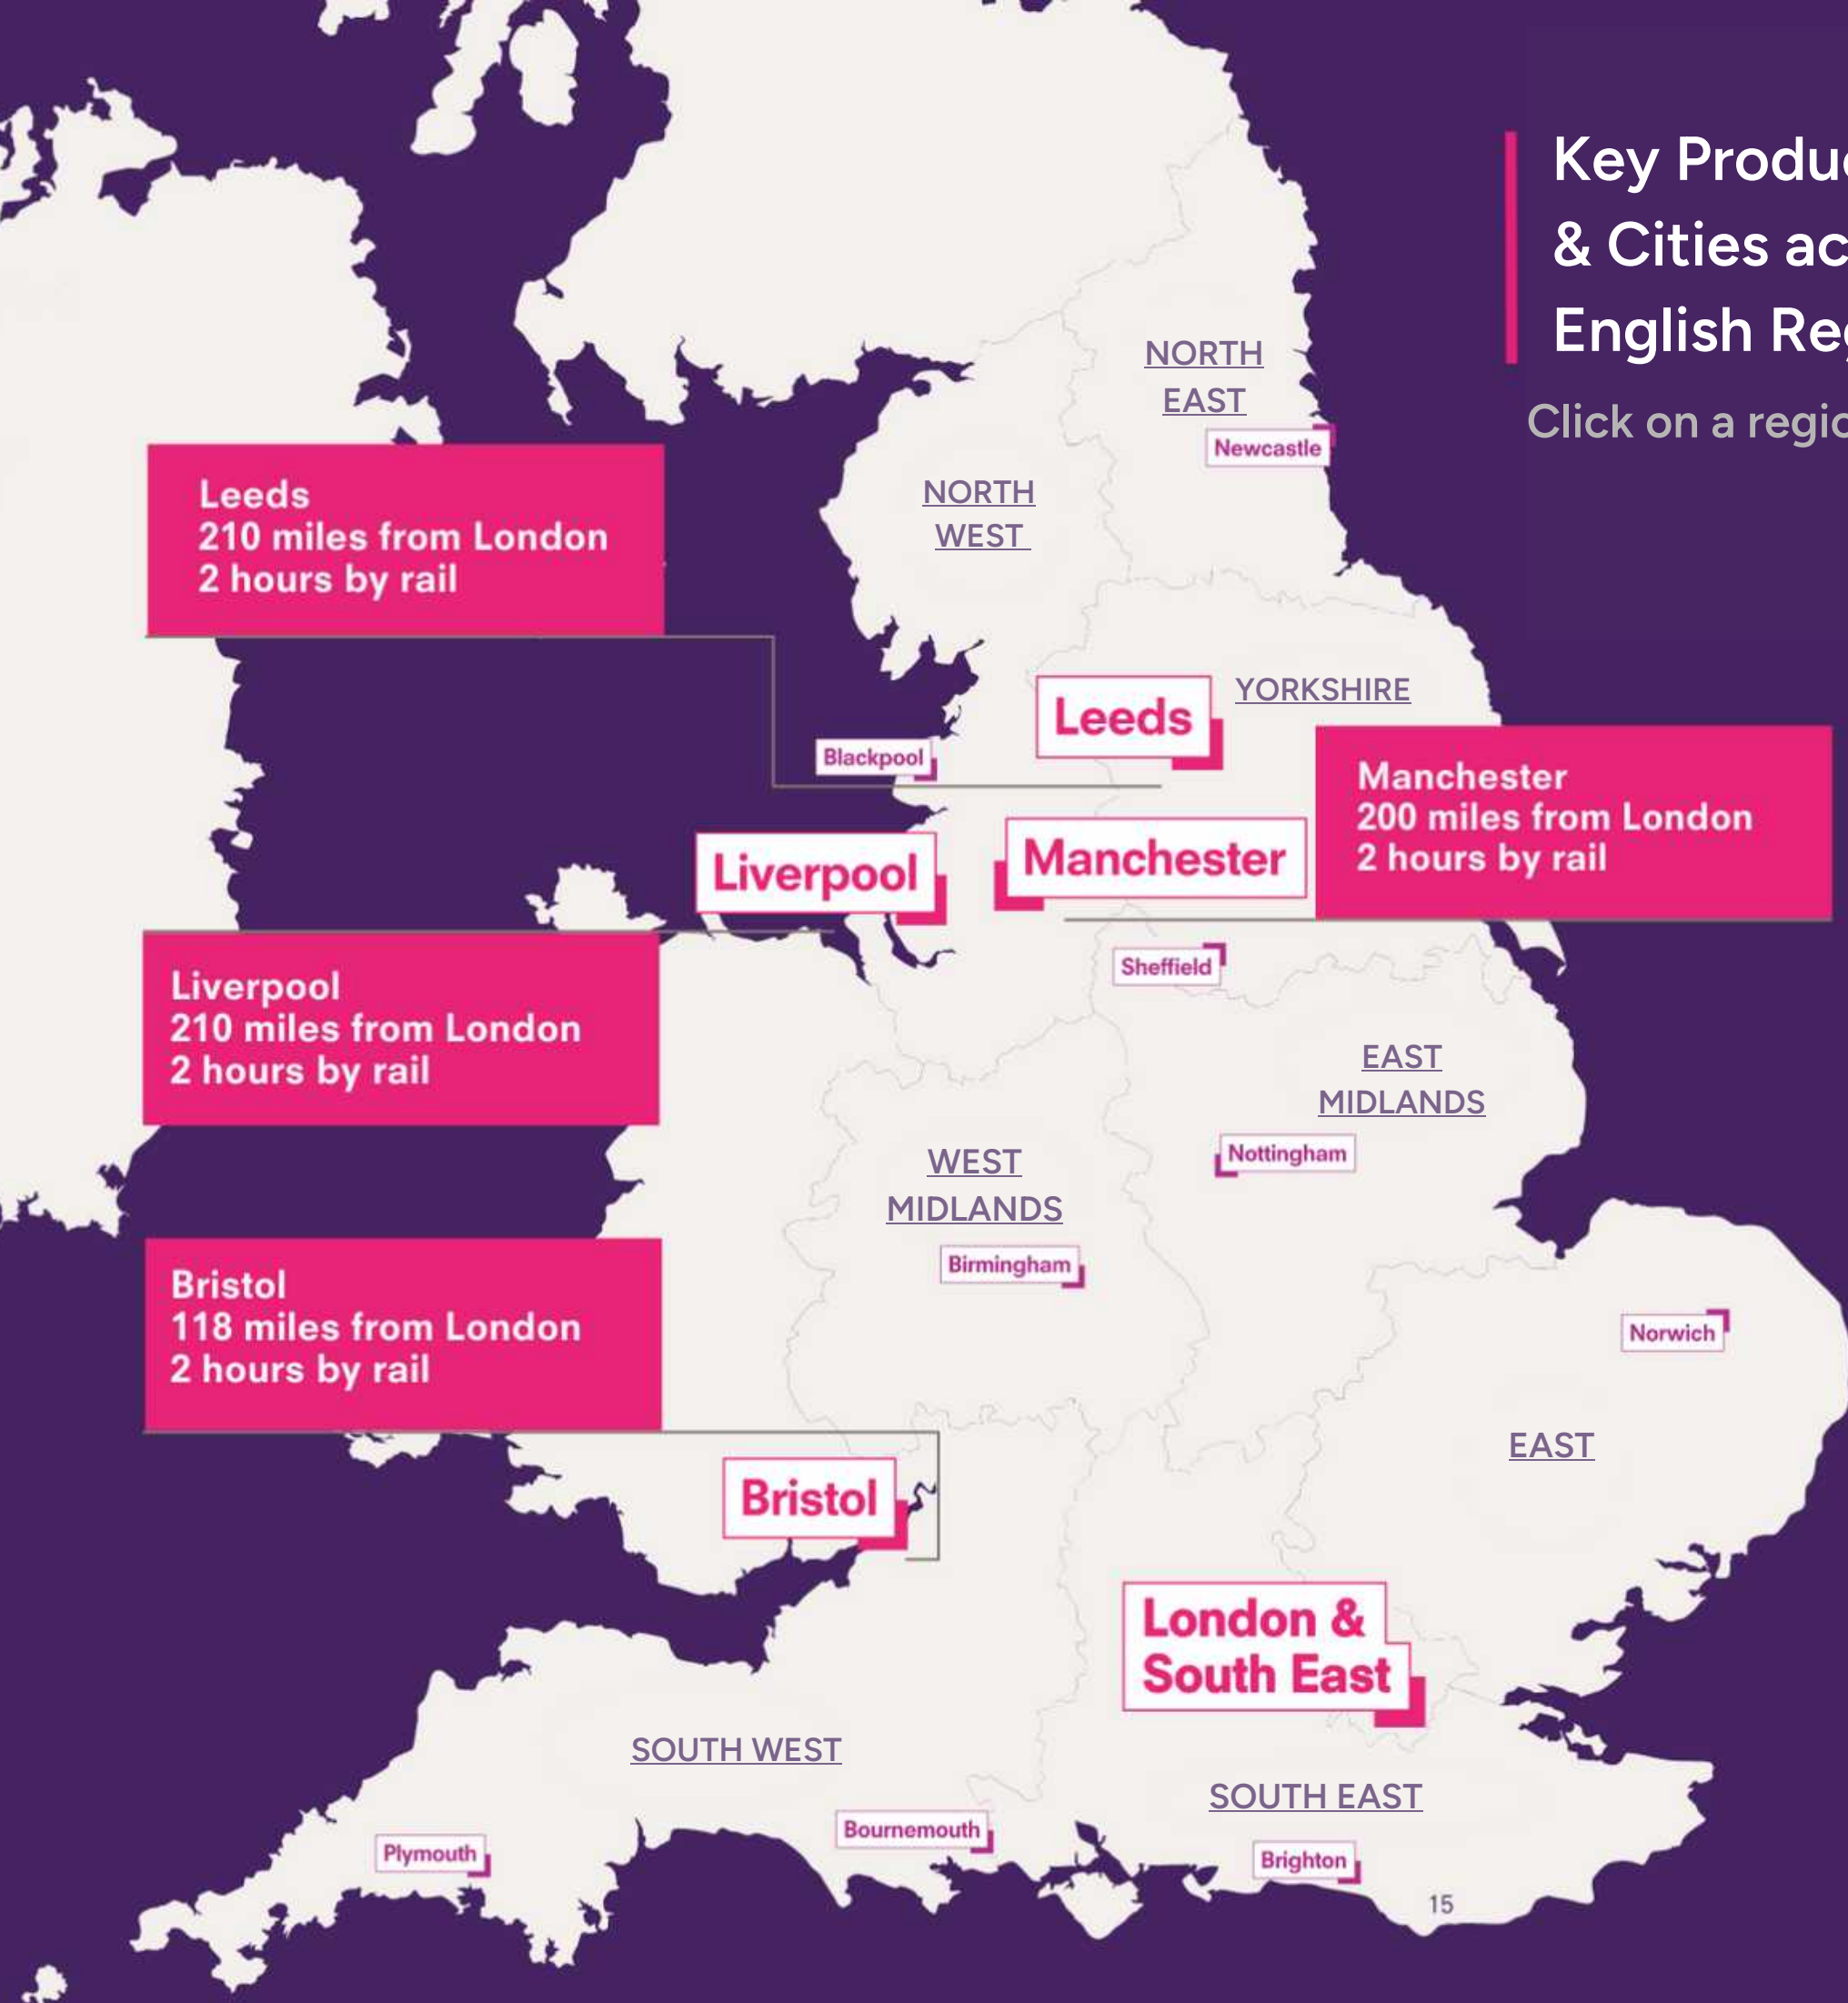 Key Produc
& Cities ac
English Reg
Click on a regio
NORTH
EAST
Newcastle
NORTH
WEST
Leeds
210 miles from London
2 hours by rail
Leeds
YORKSHIRE
Blackpool
Manchester
200 miles from London
2 hours by rail
Liverpool
Manchester
Sheffield
Liverpool
210 miles from London
2 hours by rail
EAST
MIDLANDS
Nottingham
WEST
MIDLANDS
Birmingham
Bristol
118 miles from London
2 hours by rail
Norwich
EAST
Bristol
London &
South East
SOUTH WEST
SOUTH EAST
Bournemouth
Plymouth
Brighton
15